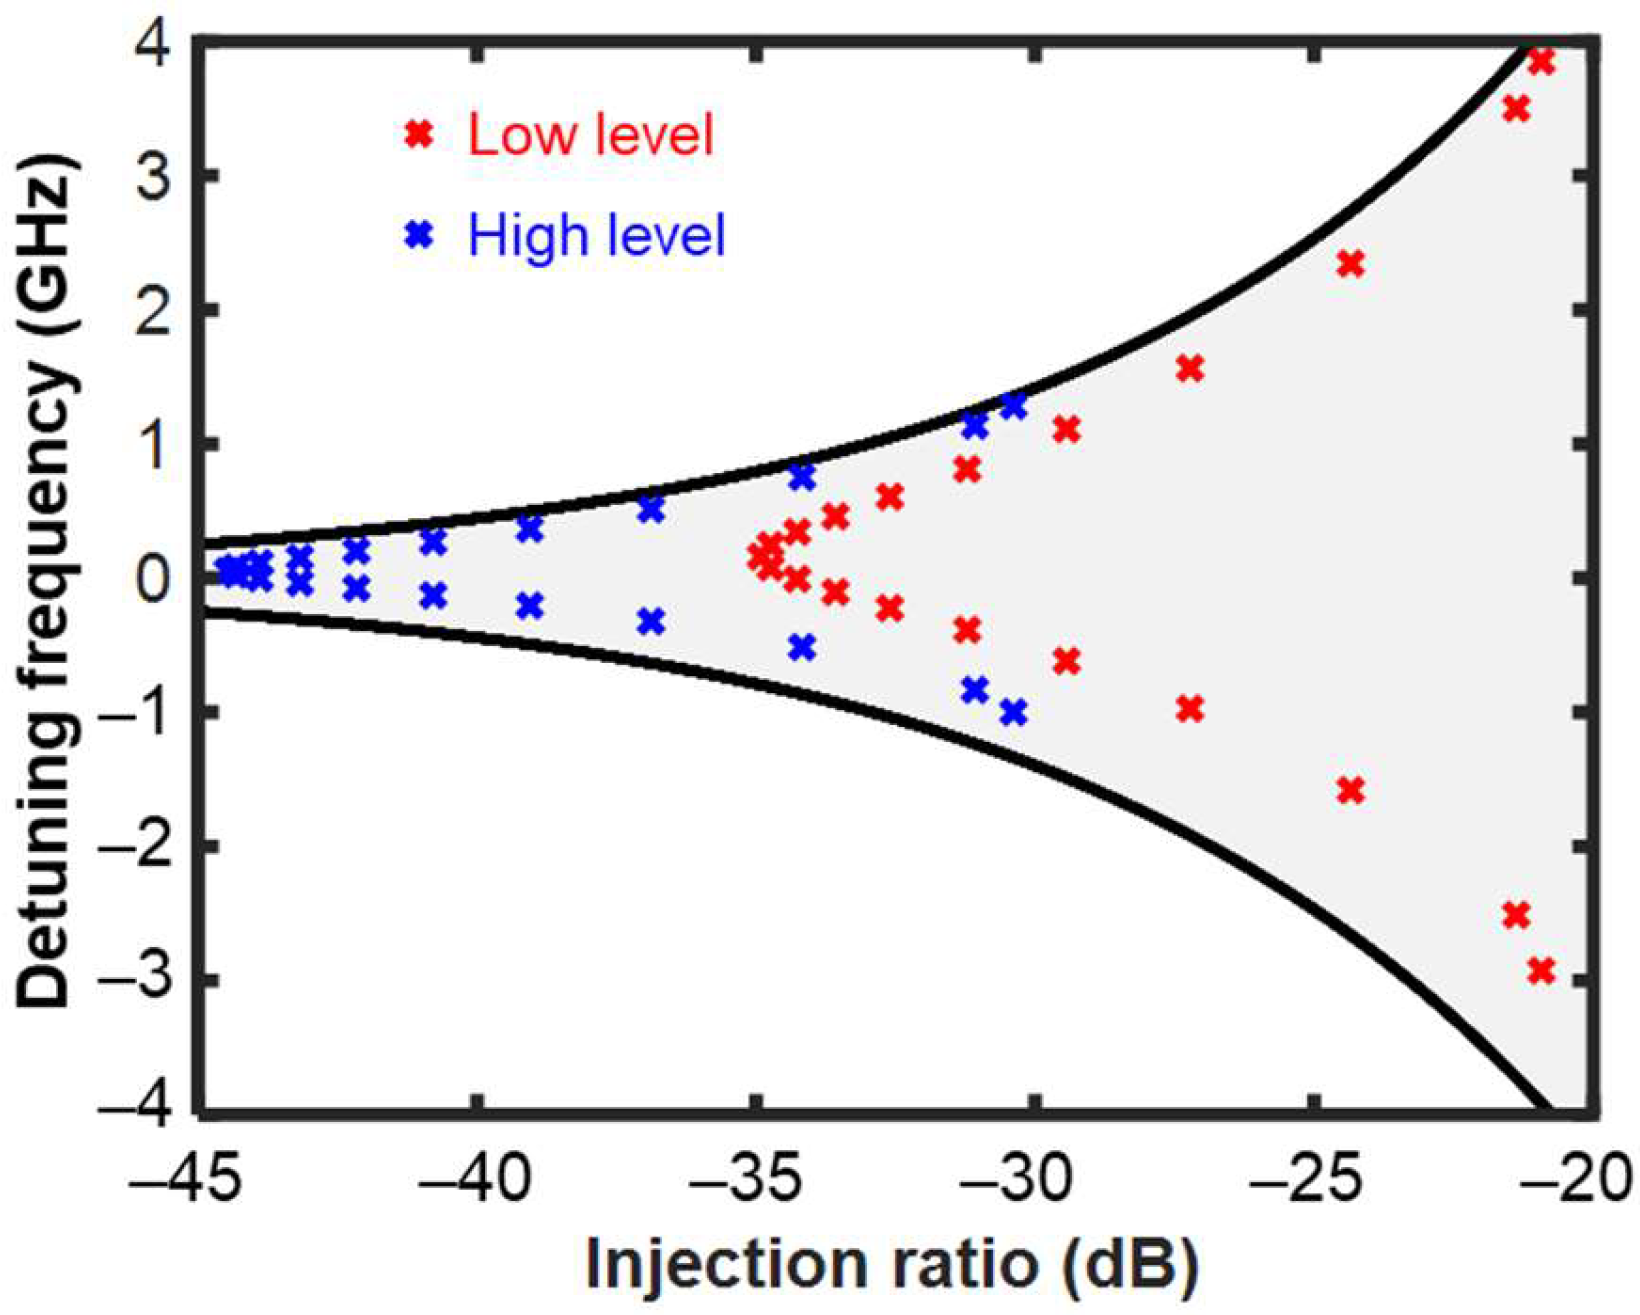 Detuning frequency (GHz)
4
3
2
1
0
–1
–2
–3
–4
Low level
High level
–45 –40 –35 –30 –25 –20
Injection ratio (dB)